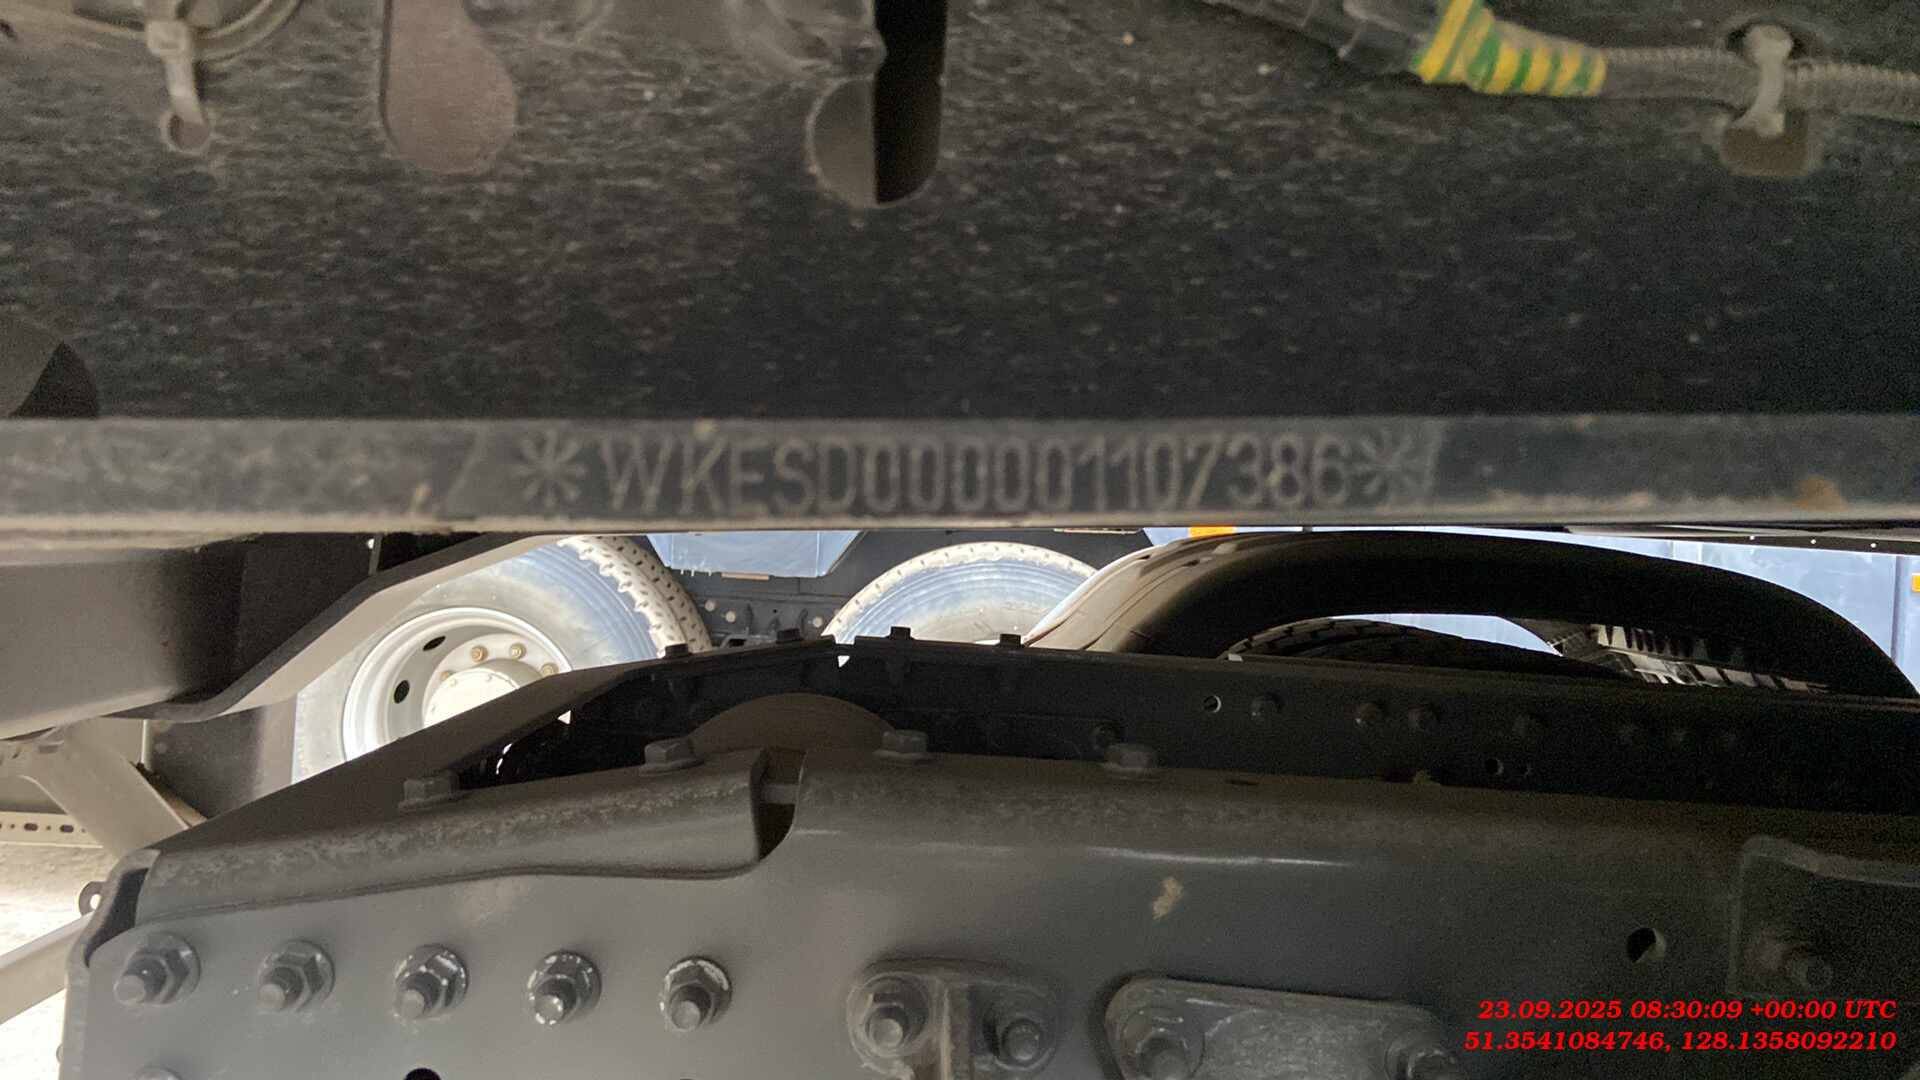 *WKESD000001107386*
23.09.2025 08:30:09 +00:00 UTC
51.3541084746, 128.1358092210